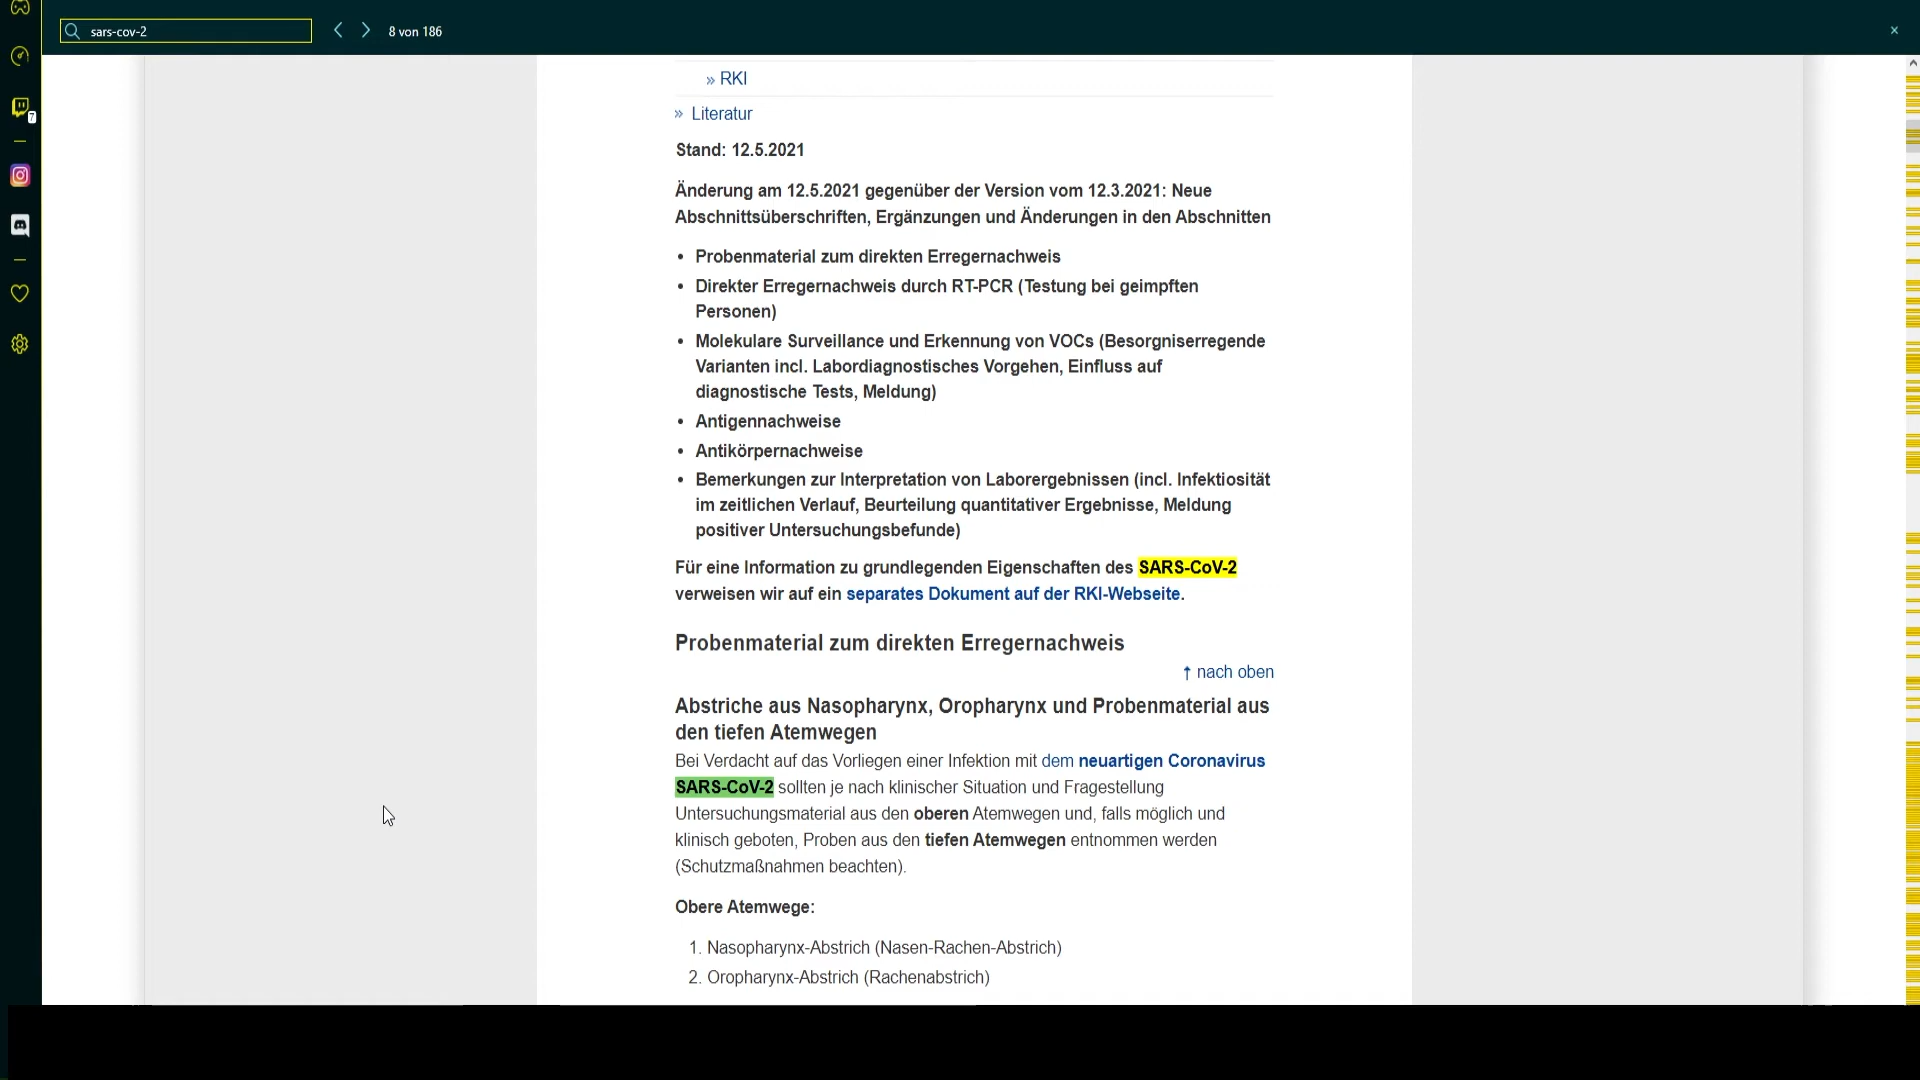 sars-cov-2
8 von 186
7
» RKI
» Literatur
Stand: 12.5.2021
Änderung am 12.5.2021 gegenüber der Version vom 12.3.2021: Neue
Abschnittsüberschriften, Ergänzungen und Änderungen in den Abschnitten
• Probenmaterial zum direkten Erregernachweis
• Direkter Erregernachweis durch RT-PCR (Testung bei geimpften
Personen)
• Molekulare Surveillance und Erkennung von VOCs (Besorgniserregende
Varianten incl. Labordiagnostisches Vorgehen, Einfluss auf
diagnostische Tests, Meldung)
• Antigennachweise
• Antikörpernachweise
• Bemerkungen zur Interpretation von Laborergebnissen (incl. Infektiosität
im zeitlichen Verlauf, Beurteilung quantitativer Ergebnisse, Meldung
positiver Untersuchungsbefunde)
Für eine Information zu grundlegenden Eigenschaften des SARS-CoV-2
verweisen wir auf ein separates Dokument auf der RKI-Webseite.
Probenmaterial zum direkten Erregernachweis
↑ nach oben
Abstriche aus Nasopharynx, Oropharynx und Probenmaterial aus
den tiefen Atemwegen
Bei Verdacht auf das Vorliegen einer Infektion mit dem neuartigen Coronavirus
SARS-CoV-2 sollten je nach klinischer Situation und Fragestellung
Untersuchungsmaterial aus den oberen Atemwegen und, falls möglich und
klinisch geboten, Proben aus den tiefen Atemwegen entnommen werden
(Schutzmaßnahmen beachten).
Obere Atemwege:
1. Nasopharynx-Abstrich (Nasen-Rachen-Abstrich)
2. Oropharynx-Abstrich (Rachenabstrich)